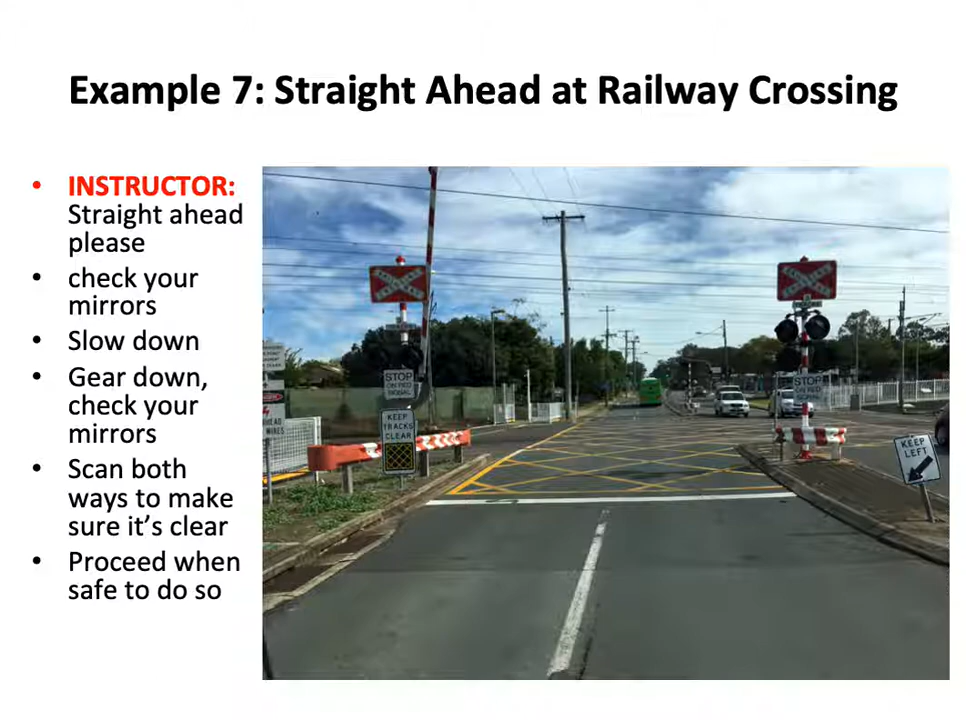 Example 7: Straight Ahead at Railway Crossing
• INSTRUCTOR:
Straight ahead
please
• check your
mirrors
• Slow down
• Gear down,
check your
mirrors
• Scan both
ways to make
sure it's clear
• Proceed when
safe to do so
STOP
ON RED
SIGNAL
KEEP
TRACKS
CLEAR
STOP
ON RED
SIGNAL
KEEP
LEFT